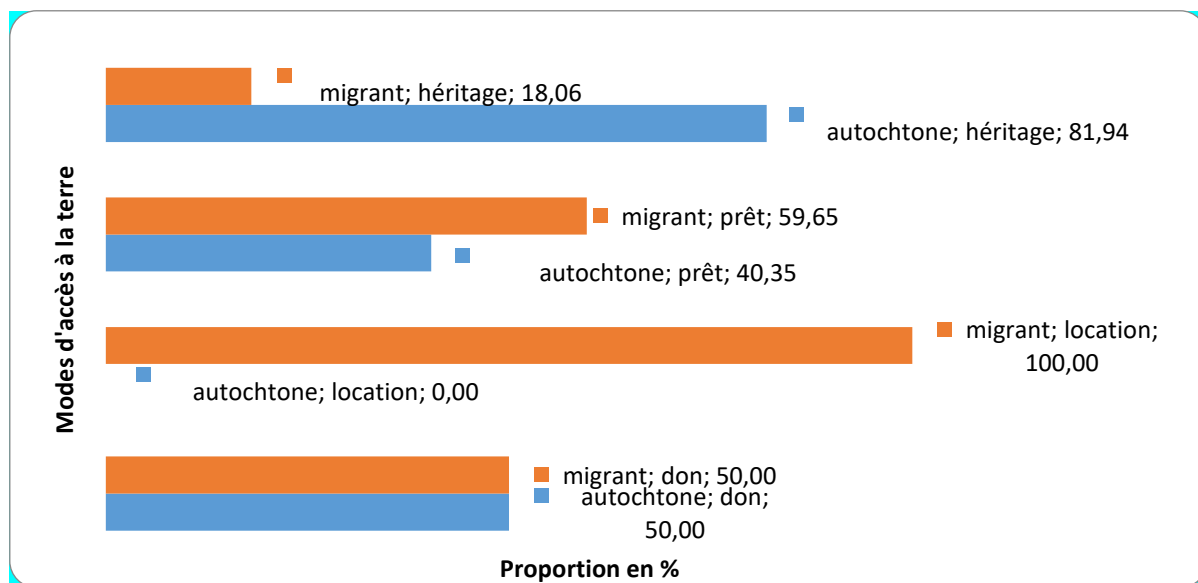 migrant; héritage; 18,06
autochtone; héritage; 81,94
migrant; prêt; 59,65
autochtone; prêt; 40,35
migrant; location;
100,00
autochtone; location; 0,00
migrant; don; 50,00
autochtone; don;
50,00
Modes d'accès à la terre
Proportion en %